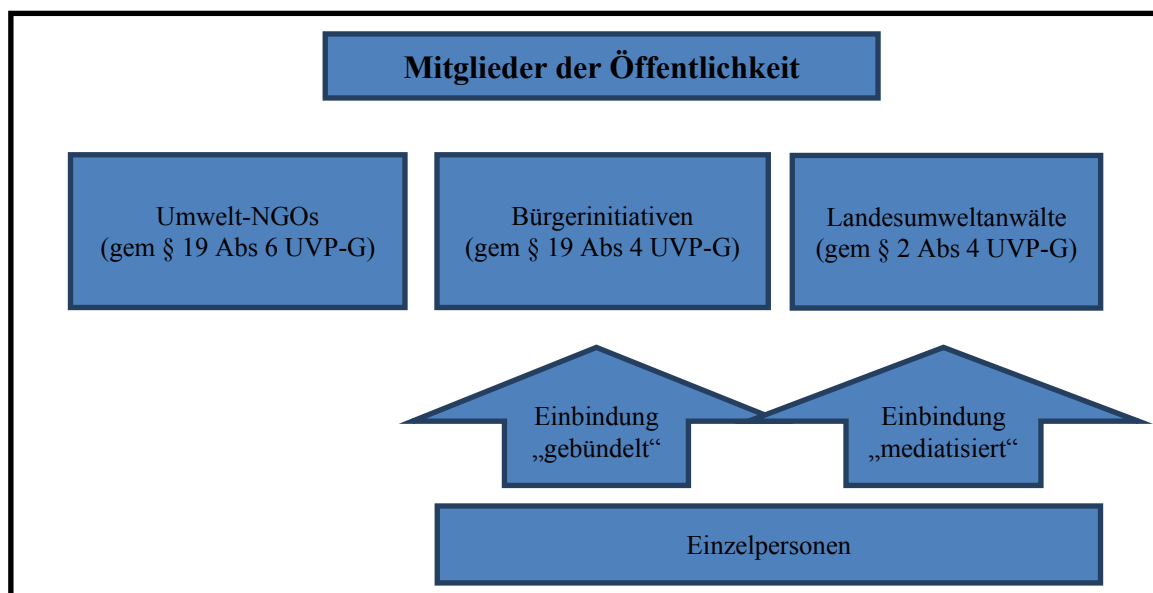 Mitglieder der Öffentlichkeit
Umwelt-NGOs
(gem § 19 Abs 6 UVP-G)
Bürgerinitiativen
(gem § 19 Abs 4 UVP-G)
Landesumweltanwälte
(gem § 2 Abs 4 UVP-G)
Einbindung
„gebündelt“
Einbindung
„mediatisiert“
Einzelpersonen